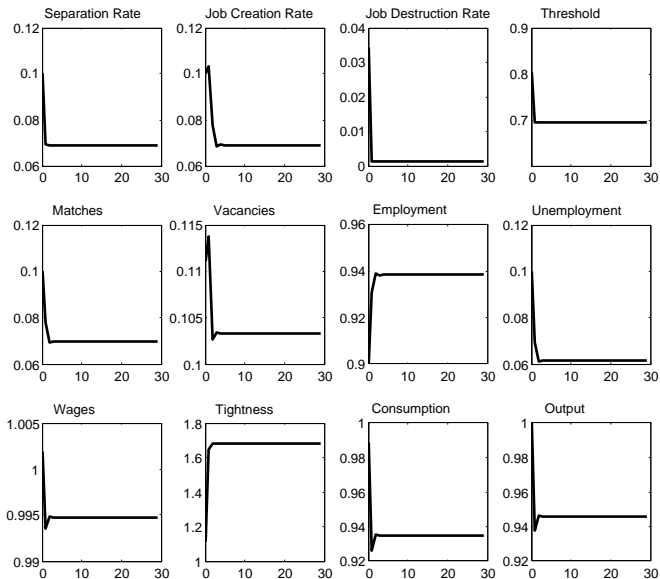 Separation Rate Job Creation Rate Job Destruction Rate Threshold
0.12 0.12 0.04 0.9
0.1 0.1 0.03 0.8
0.02
0.08 0.08 0.01 0.7
0.06 0.06 0
0 10 20 30 0 10 20 30 0 10 20 30 0 10 20 30
Matches Vacancies Employment Unemployment
0.12 0.115 0.96 0.12
0.1 0.11 0.94 0.1
0.08 0.105 0.92 0.08
0.06 0.1 0.9 0.06
0 10 20 30 0 10 20 30 0 10 20 30 0 10 20 30
Wages Tightness Consumption Output
1.005 1.8 1 1
1 1.6 0.98 0.98
1.4 0.96 0.96
0.995 1.2 0.94 0.94
0.99 1 0.92 0.92
0 10 20 30 0 10 20 30 0 10 20 30 0 10 20 30